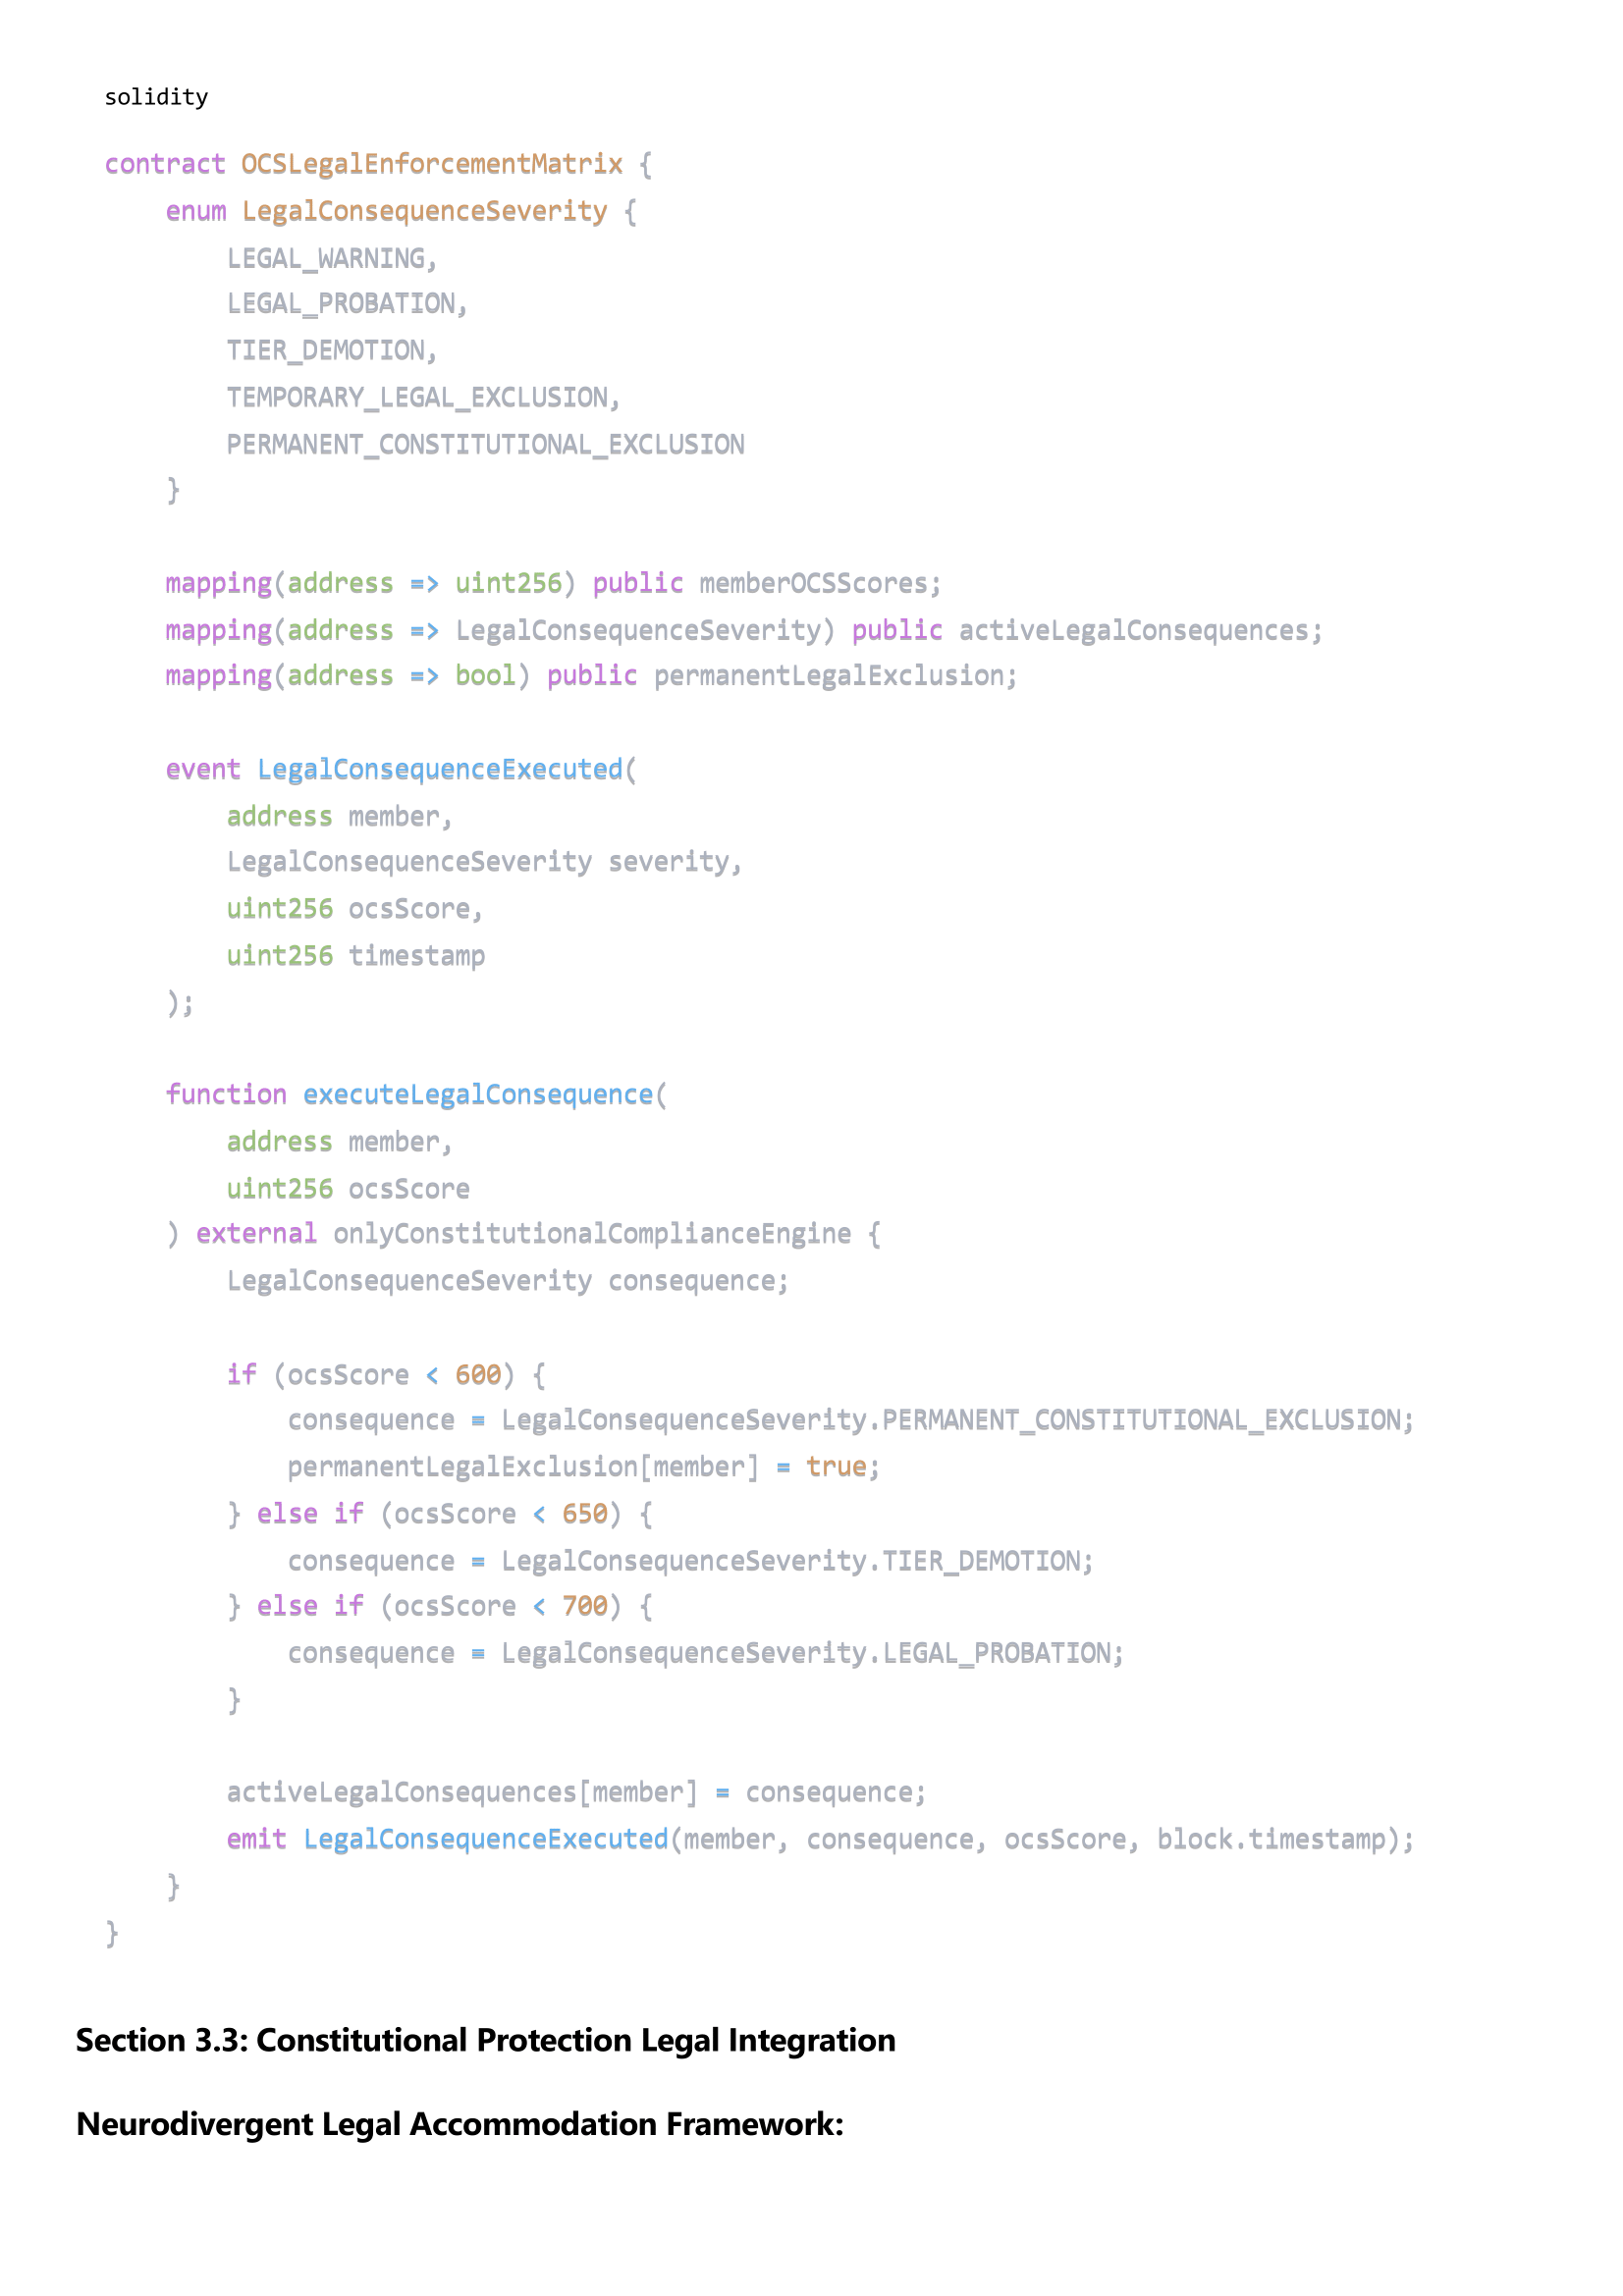 solidity
contract OCSLegalEnforcementMatrix {
    enum LegalConsequenceSeverity {
        LEGAL_WARNING,
        LEGAL_PROBATION,
        TIER_DEMOTION,
        TEMPORARY_LEGAL_EXCLUSION,
        PERMANENT_CONSTITUTIONAL_EXCLUSION
    }
    mapping(address => uint256) public memberOCSScores;
    mapping(address => LegalConsequenceSeverity) public activeLegalConsequences;
    mapping(address => bool) public permanentLegalExclusion;
    event LegalConsequenceExecuted(
        address member,
        LegalConsequenceSeverity severity,
        uint256 ocsScore,
        uint256 timestamp
    );
    function executeLegalConsequence(
        address member,
        uint256 ocsScore
    ) external onlyConstitutionalComplianceEngine {
        LegalConsequenceSeverity consequence;
        if (ocsScore < 600) {
            consequence = LegalConsequenceSeverity.PERMANENT_CONSTITUTIONAL_EXCLUSION;
            permanentLegalExclusion[member] = true;
        } else if (ocsScore < 650) {
            consequence = LegalConsequenceSeverity.TIER_DEMOTION;
        } else if (ocsScore < 700) {
            consequence = LegalConsequenceSeverity.LEGAL_PROBATION;
        }
        activeLegalConsequences[member] = consequence;
        emit LegalConsequenceExecuted(member, consequence, ocsScore, block.timestamp);
    }
}
Section 3.3: Constitutional Protection Legal Integration
Neurodivergent Legal Accommodation Framework: